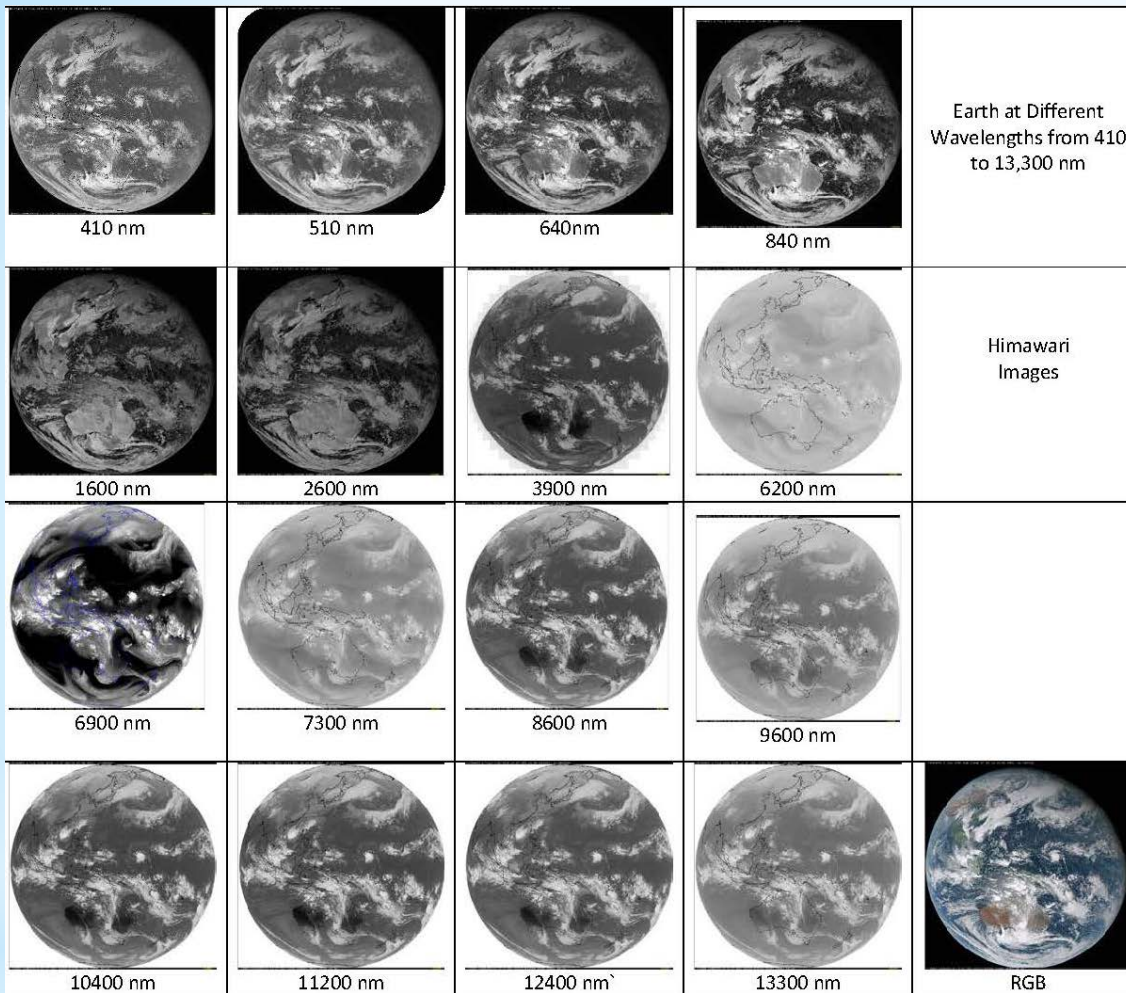 410 nm
510 nm
640nm
840 nm
Earth at Different
Wavelengths from 410
to 13,300 nm
1600 nm
2600 nm
3900 nm
6200 nm
Himawari
Images
6900 nm
7300 nm
8600 nm
9600 nm
10400 nm
11200 nm
12400 nm`
13300 nm
RGB